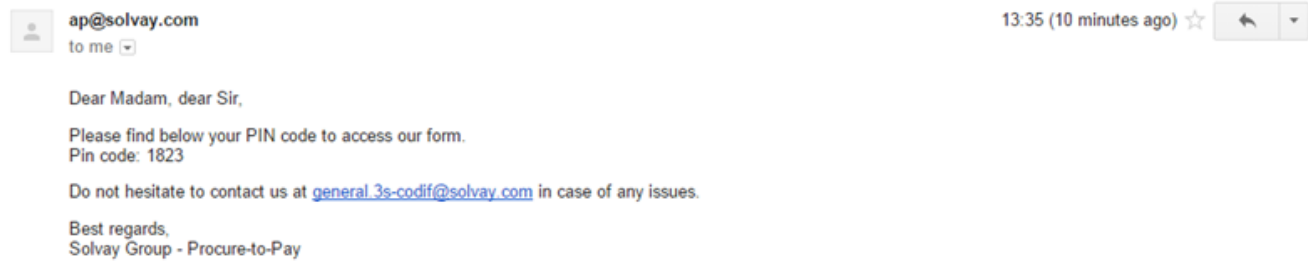 ap@solvay.com
13:35 (10 minutes ago)
to me
Dear Madam, dear Sir,
Please find below your PIN code to access our form.
Pin code: 1823
Do not hesitate to contact us at general.3s-codif@solvay.com in case of any issues.
Best regards,
Solvay Group - Procure-to-Pay